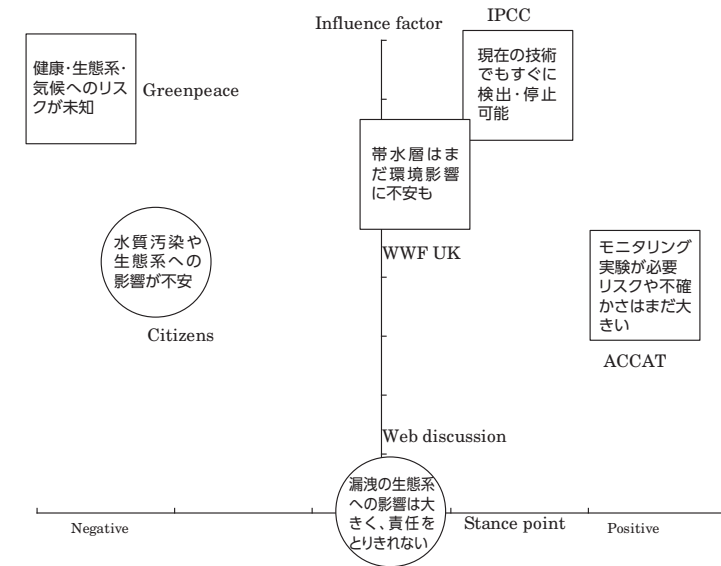 Influence factor
IPCC
健康・生態系・
気候へのリス
クが未知
Greenpeace
現在の技術
でもすぐに
検出・停止
可能
帯水層はま
だ環境影響
に不安も
WWF UK
水質汚染や
生態系への
影響が不安
Citizens
モニタリング
実験が必要
リスクや不確
かさはまだ大
きい
ACCAT
Web discussion
漏洩の生態系
への影響は大
きく、責任を
とりきれない
Negative
Stance point
Positive